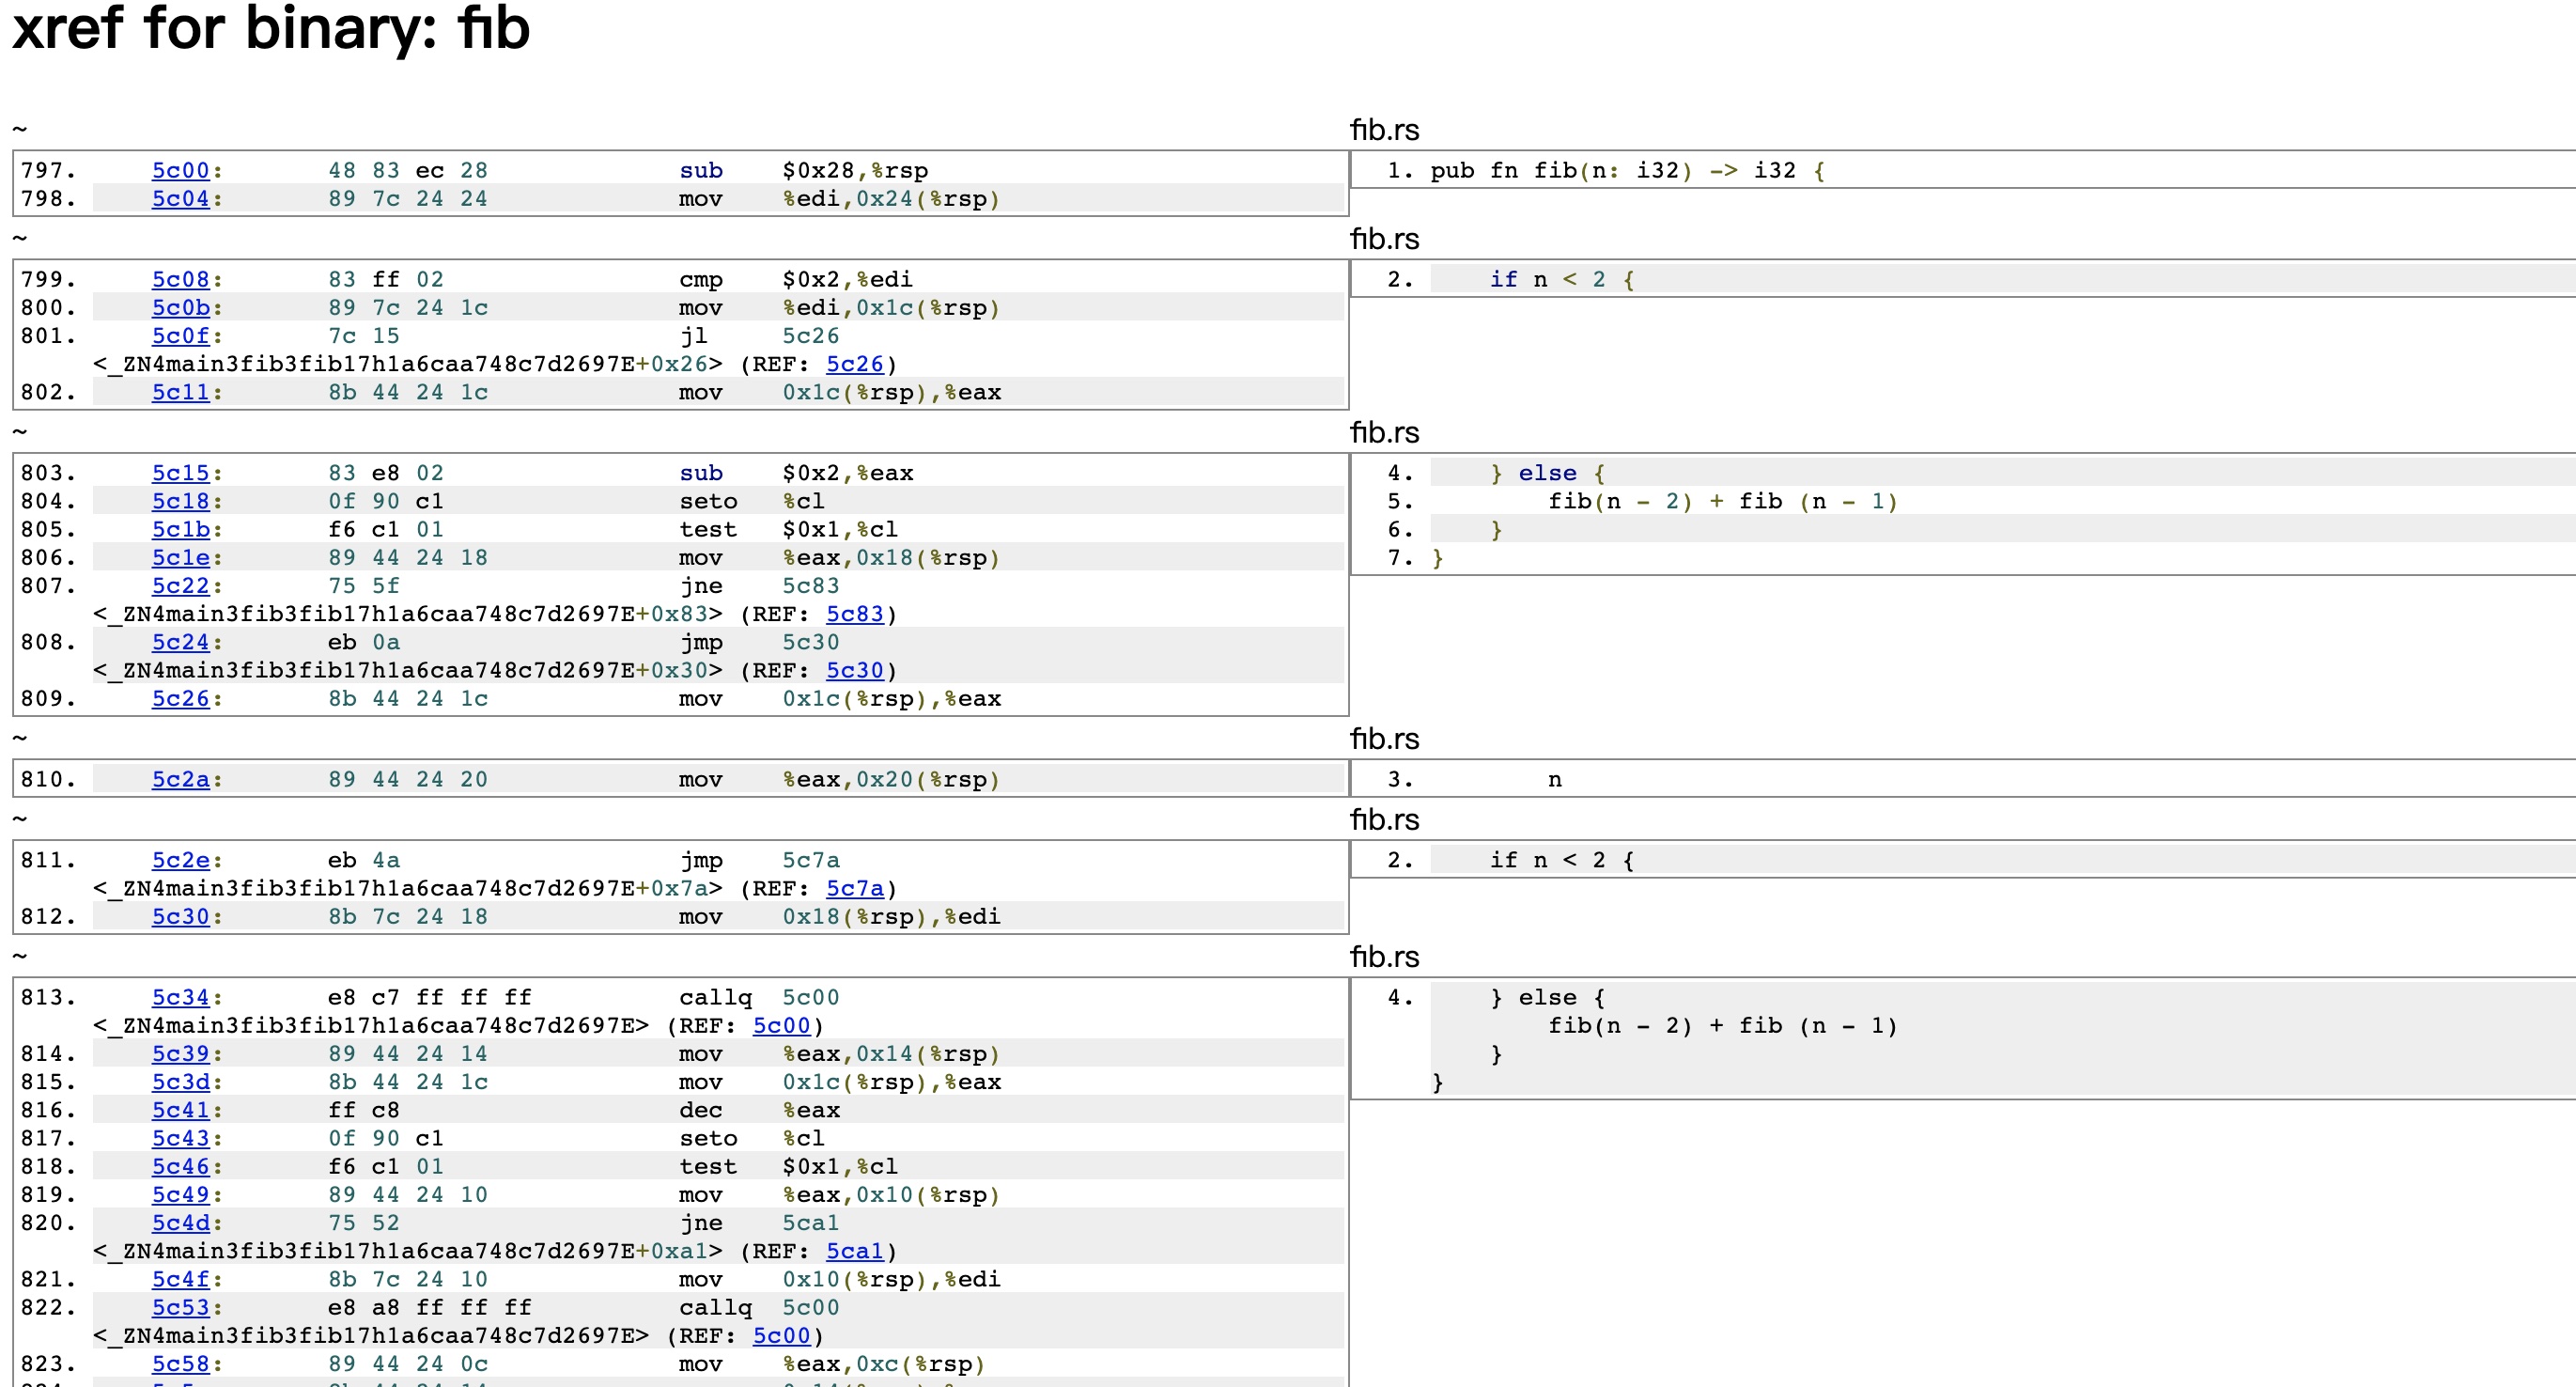 xref for binary: fib
~ fib.rs
797. 5c00: 48 83 ec 28 sub $0x28,%rsp
798. 5c04: 89 7c 24 24 mov %edi,0x24(%rsp)
1. pub fn fib(n: i32) -> i32 {
~ fib.rs
799. 5c08: 83 ff 02 cmp $0x2,%edi
800. 5c0b: 89 7c 24 1c mov %edi,0x1c(%rsp)
801. 5c0f: 7c 15 jl 5c26
<_ZN4main3fib3fib17h1a6caa748c7d2697E+0x26> (REF: 5c26)
802. 5c11: 8b 44 24 1c mov 0x1c(%rsp),%eax
2. if n < 2 {
~ fib.rs
803. 5c15: 83 e8 02 sub $0x2,%eax
804. 5c18: 0f 90 c1 seto %cl
805. 5c1b: f6 c1 01 test $0x1,%cl
806. 5c1e: 89 44 24 18 mov %eax,0x18(%rsp)
807. 5c22: 75 5f jne 5c83
<_ZN4main3fib3fib17h1a6caa748c7d2697E+0x83> (REF: 5c83)
808. 5c24: eb 0a jmp 5c30
<_ZN4main3fib3fib17h1a6caa748c7d2697E+0x30> (REF: 5c30)
809. 5c26: 8b 44 24 1c mov 0x1c(%rsp),%eax
4. } else {
5. fib(n - 2) + fib (n - 1)
6. }
7. }
~ fib.rs
810. 5c2a: 89 44 24 20 mov %eax,0x20(%rsp)
3. n
~ fib.rs
811. 5c2e: eb 4a jmp 5c7a
<_ZN4main3fib3fib17h1a6caa748c7d2697E+0x7a> (REF: 5c7a)
812. 5c30: 8b 7c 24 18 mov 0x18(%rsp),%edi
2. if n < 2 {
~ fib.rs
813. 5c34: e8 c7 ff ff ff callq 5c00
<_ZN4main3fib3fib17h1a6caa748c7d2697E> (REF: 5c00)
814. 5c39: 89 44 24 14 mov %eax,0x14(%rsp)
815. 5c3d: 8b 44 24 1c mov 0x1c(%rsp),%eax
816. 5c41: ff c8 dec %eax
817. 5c43: 0f 90 c1 seto %cl
818. 5c46: f6 c1 01 test $0x1,%cl
819. 5c49: 89 44 24 10 mov %eax,0x10(%rsp)
820. 5c4d: 75 52 jne 5ca1
<_ZN4main3fib3fib17h1a6caa748c7d2697E+0xa1> (REF: 5ca1)
821. 5c4f: 8b 7c 24 10 mov 0x10(%rsp),%edi
822. 5c53: e8 a8 ff ff ff callq 5c00
<_ZN4main3fib3fib17h1a6caa748c7d2697E> (REF: 5c00)
823. 5c58: 89 44 24 0c mov %eax,0xc(%rsp)
4. } else {
fib(n - 2) + fib (n - 1)
}
}